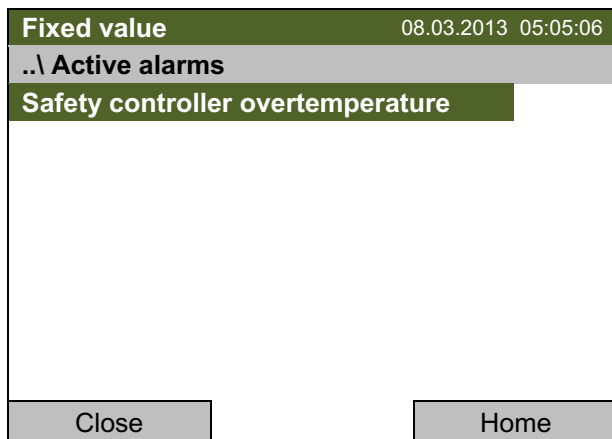 Fixed value 08.03.2013 05:05:06
..\ Active alarms
Safety controller overtemperature
Close Home